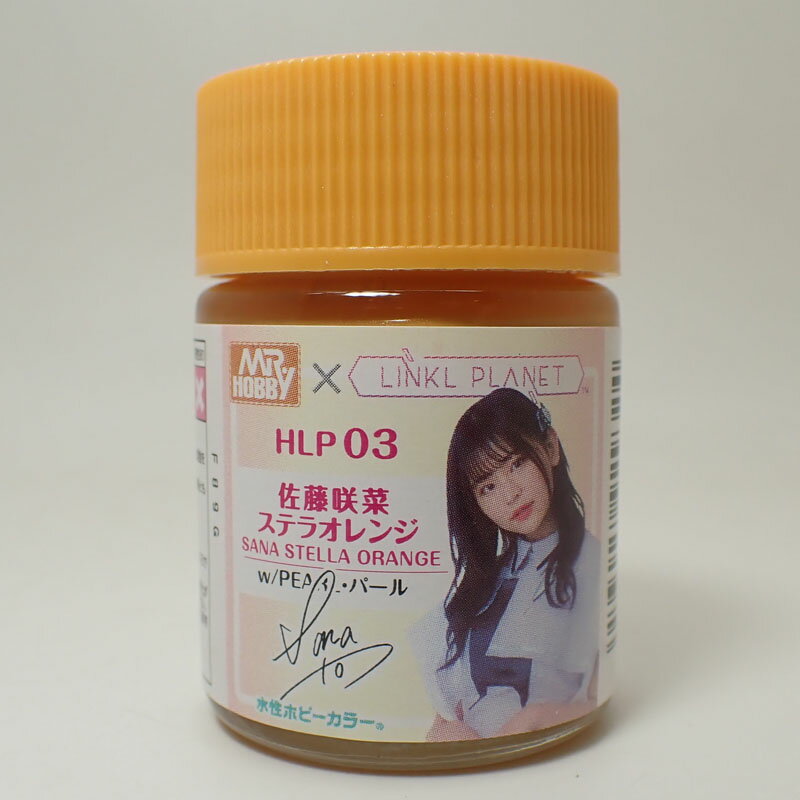 MR HOBBY × LINKL PLANET
HLP 03
佐藤咲菜
ステラオレンジ
SANA STELLA ORANGE
w/PEARL・パール
Sana
水性ホビーカラー®
F89G